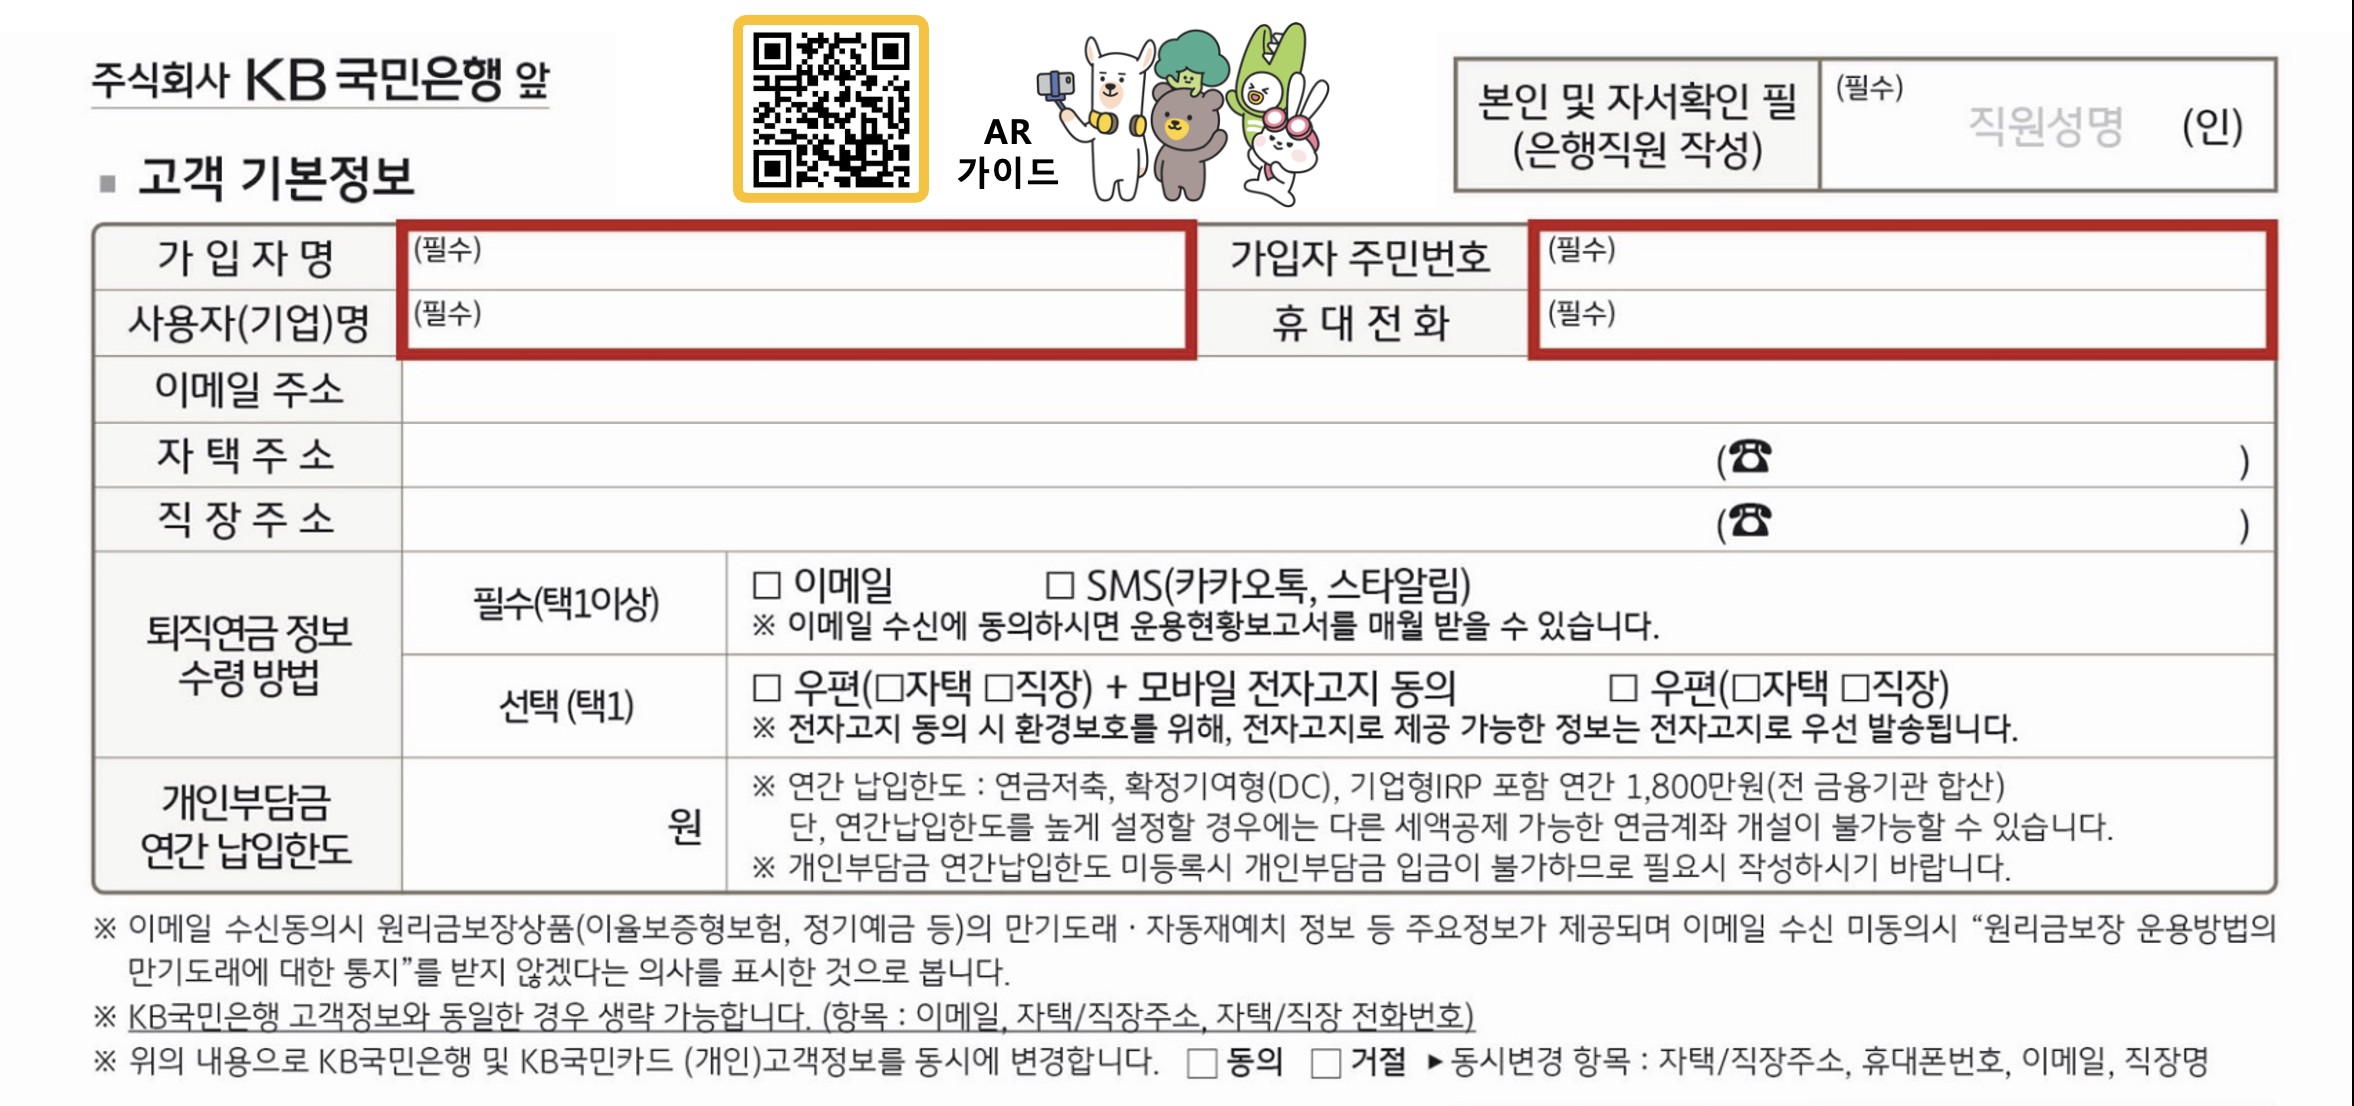 주식회사 KB국민은행 앞
AR
가이드
본인 및 자서확인 필
(은행직원 작성)
(필수)
직원성명 (인)
■ 고객 기본정보
가 입 자 명 (필수) 가입자 주민번호 (필수)
사용자(기업)명 (필수) 휴 대 전 화 (필수)
이메일 주소
자 택 주 소 (☎ )
직 장 주 소 (☎ )
퇴직연금 정보
수령 방법
필수(택1이상)
□ 이메일 □ SMS(카카오톡, 스타알림)
※ 이메일 수신에 동의하시면 운용현황보고서를 매월 받을 수 있습니다.
선택 (택1)
□ 우편(□자택 □직장) + 모바일 전자고지 동의 □ 우편(□자택 □직장)
※ 전자고지 동의 시 환경보호를 위해, 전자고지로 제공 가능한 정보는 전자고지로 우선 발송됩니다.
개인부담금
연간 납입한도
원
※ 연간 납입한도 : 연금저축, 확정기여형(DC), 기업형IRP 포함 연간 1,800만원(전 금융기관 합산)
단, 연간납입한도를 높게 설정할 경우에는 다른 세액공제 가능한 연금계좌 개설이 불가능할 수 있습니다.
※ 개인부담금 연간납입한도 미등록시 개인부담금 입금이 불가하므로 필요시 작성하시기 바랍니다.
※ 이메일 수신동의시 원리금보장상품(이율보증형보험, 정기예금 등)의 만기도래 · 자동재예치 정보 등 주요정보가 제공되며 이메일 수신 미동의시 “원리금보장 운용방법의
만기도래에 대한 통지”를 받지 않겠다는 의사를 표시한 것으로 봅니다.
※ KB국민은행 고객정보와 동일한 경우 생략 가능합니다. (항목 : 이메일, 자택/직장주소, 자택/직장 전화번호)
※ 위의 내용으로 KB국민은행 및 KB국민카드 (개인)고객정보를 동시에 변경합니다. □ 동의 □ 거절 ▶동시변경 항목 : 자택/직장주소, 휴대폰번호, 이메일, 직장명